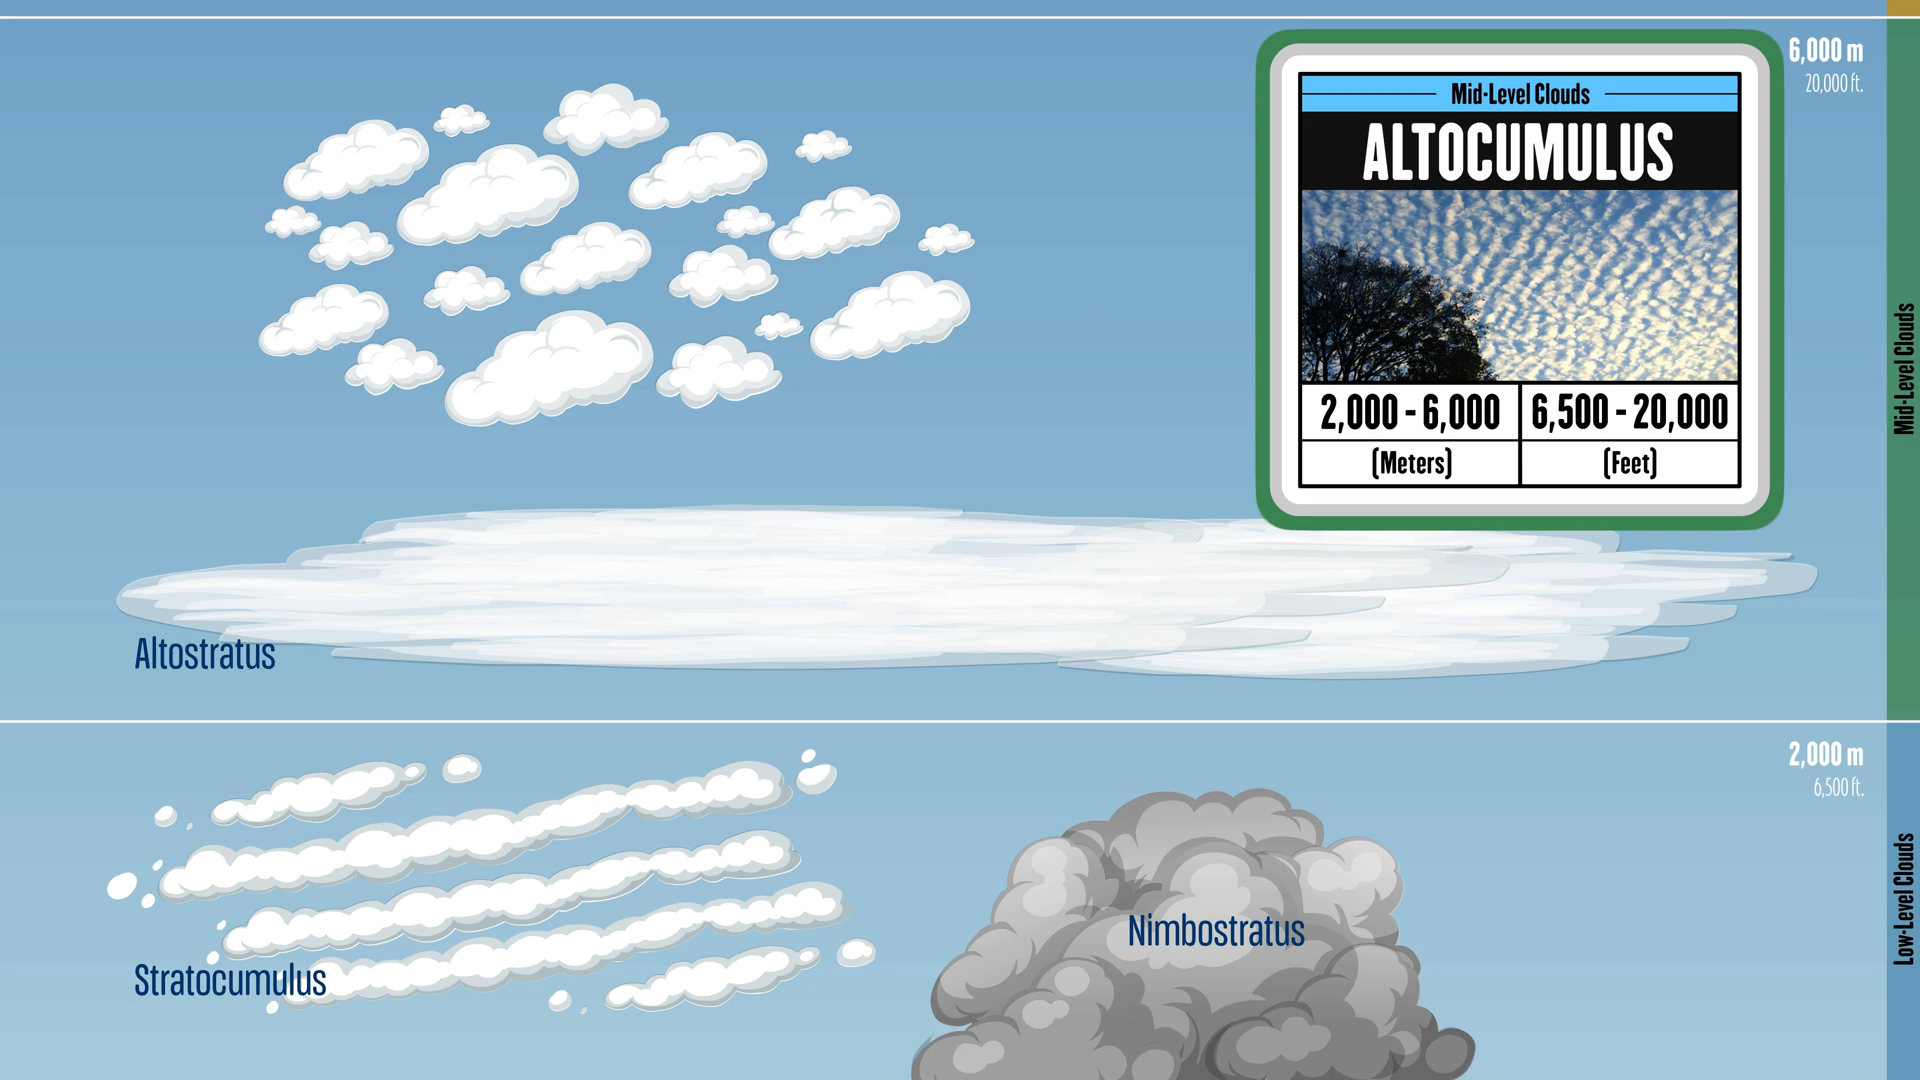 6,000 m
20,000 ft.
Mid-Level Clouds
ALTOCUMULUS
2,000 - 6,000
6,500 - 20,000
(Meters)
(Feet)
Mid-Level Clouds
Altostratus
2,000 m
6,500 ft.
Nimbostratus
Stratocumulus
Low-Level Clouds